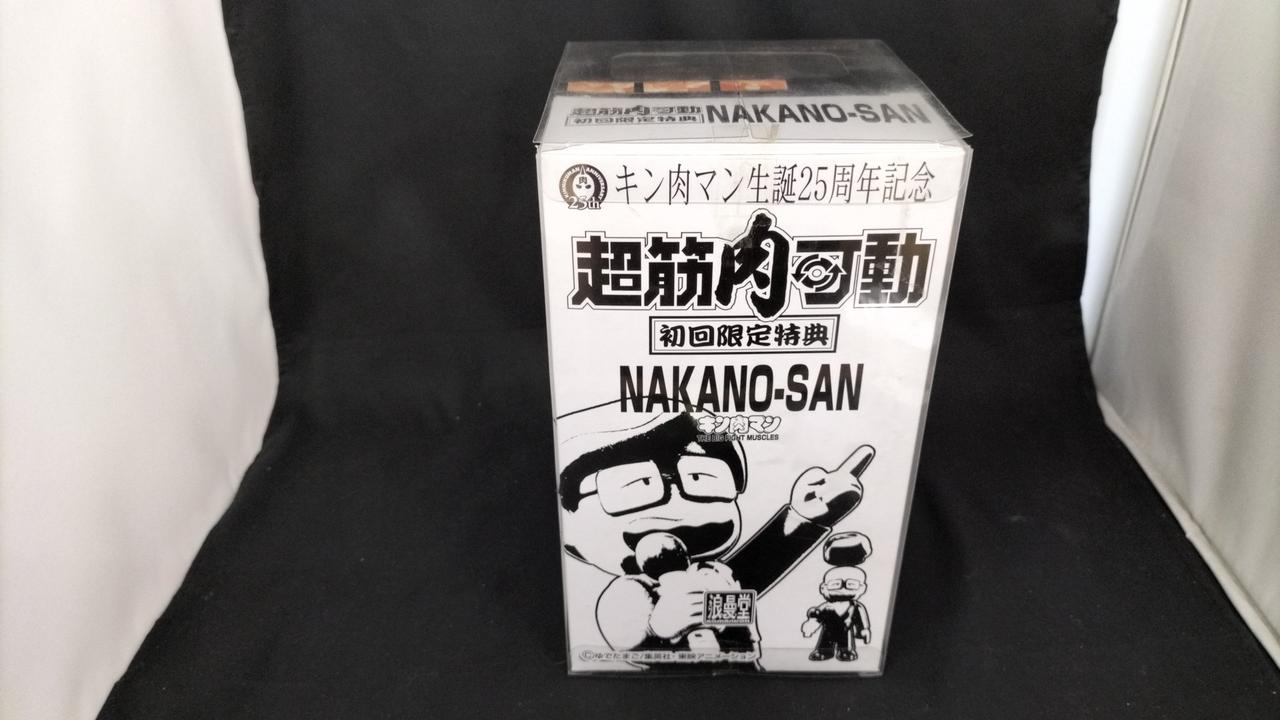 超筋肉可動
初回限定特典
NAKANO-SAN
25th
キン肉マン生誕25周年記念
超筋肉可動
初回限定特典
NAKANO-SAN
キン肉マン
THE BIG FIGHT MUSCLES
浪漫堂
©ゆでたまご/集英社・東映アニメーション